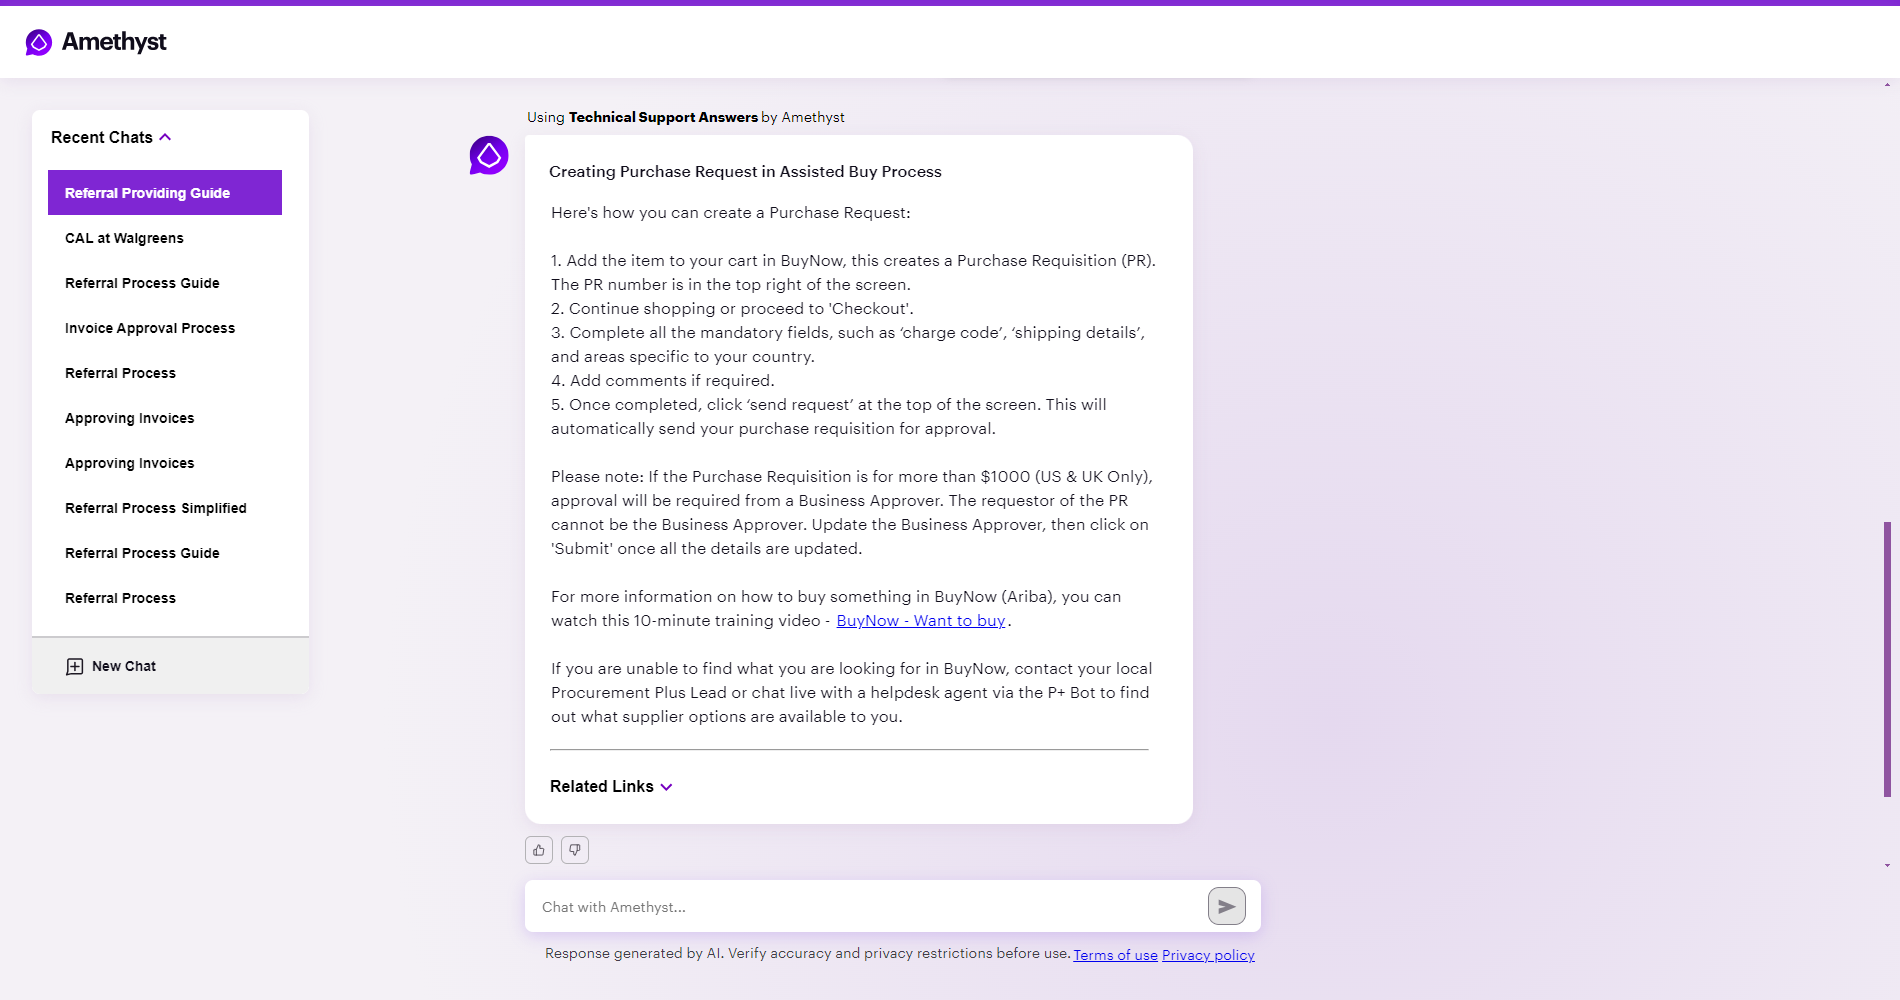 Amethyst
Recent Chats
Referral Providing Guide
CAL at Walgreens
Referral Process Guide
Invoice Approval Process
Referral Process
Approving Invoices
Approving Invoices
Referral Process Simplified
Referral Process Guide
Referral Process
New Chat
Using Technical Support Answers by Amethyst
Creating Purchase Request in Assisted Buy Process
Here's how you can create a Purchase Request:
1. Add the item to your cart in BuyNow, this creates a Purchase Requisition (PR).
The PR number is in the top right of the screen.
2. Continue shopping or proceed to 'Checkout'.
3. Complete all the mandatory fields, such as ‘charge code’, ‘shipping details’,
and areas specific to your country.
4. Add comments if required.
5. Once completed, click ‘send request’ at the top of the screen. This will
automatically send your purchase requisition for approval.
Please note: If the Purchase Requisition is for more than $1000 (US & UK Only),
approval will be required from a Business Approver. The requestor of the PR
cannot be the Business Approver. Update the Business Approver, then click on
'Submit' once all the details are updated.
For more information on how to buy something in BuyNow (Ariba), you can
watch this 10-minute training video - BuyNow - Want to buy.
If you are unable to find what you are looking for in BuyNow, contact your local
Procurement Plus Lead or chat live with a helpdesk agent via the P+ Bot to find
out what supplier options are available to you.
Related Links
Chat with Amethyst...
Response generated by AI. Verify accuracy and privacy restrictions before use. Terms of use Privacy policy